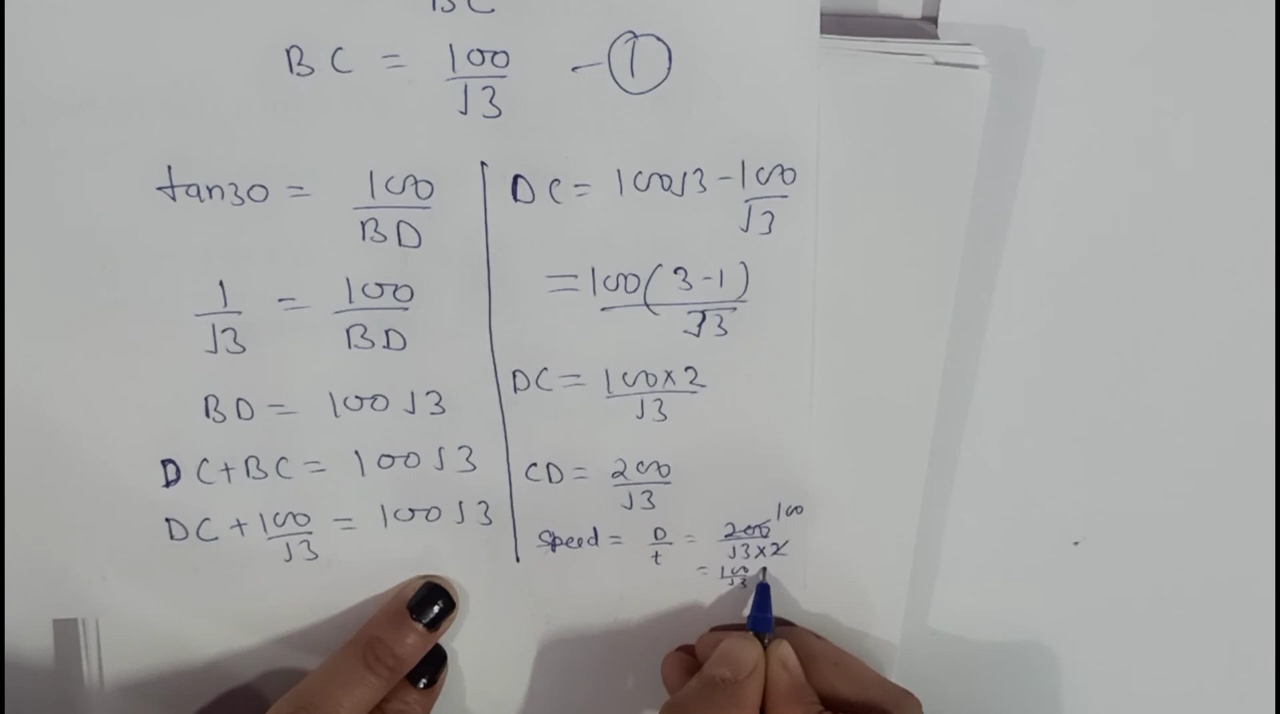 BC
BC = 100/√3 - ①
tan30 = 100/BD
1/√3 = 100/BD
BD = 100√3
DC+BC = 100√3
DC + 100/√3 = 100√3
DC = 100√3 - 100/√3
= 100(3-1)/√3
DC = 100×2/√3
CD = 200/√3
Speed = D/t = 200/√3×2 100
= 100/√3